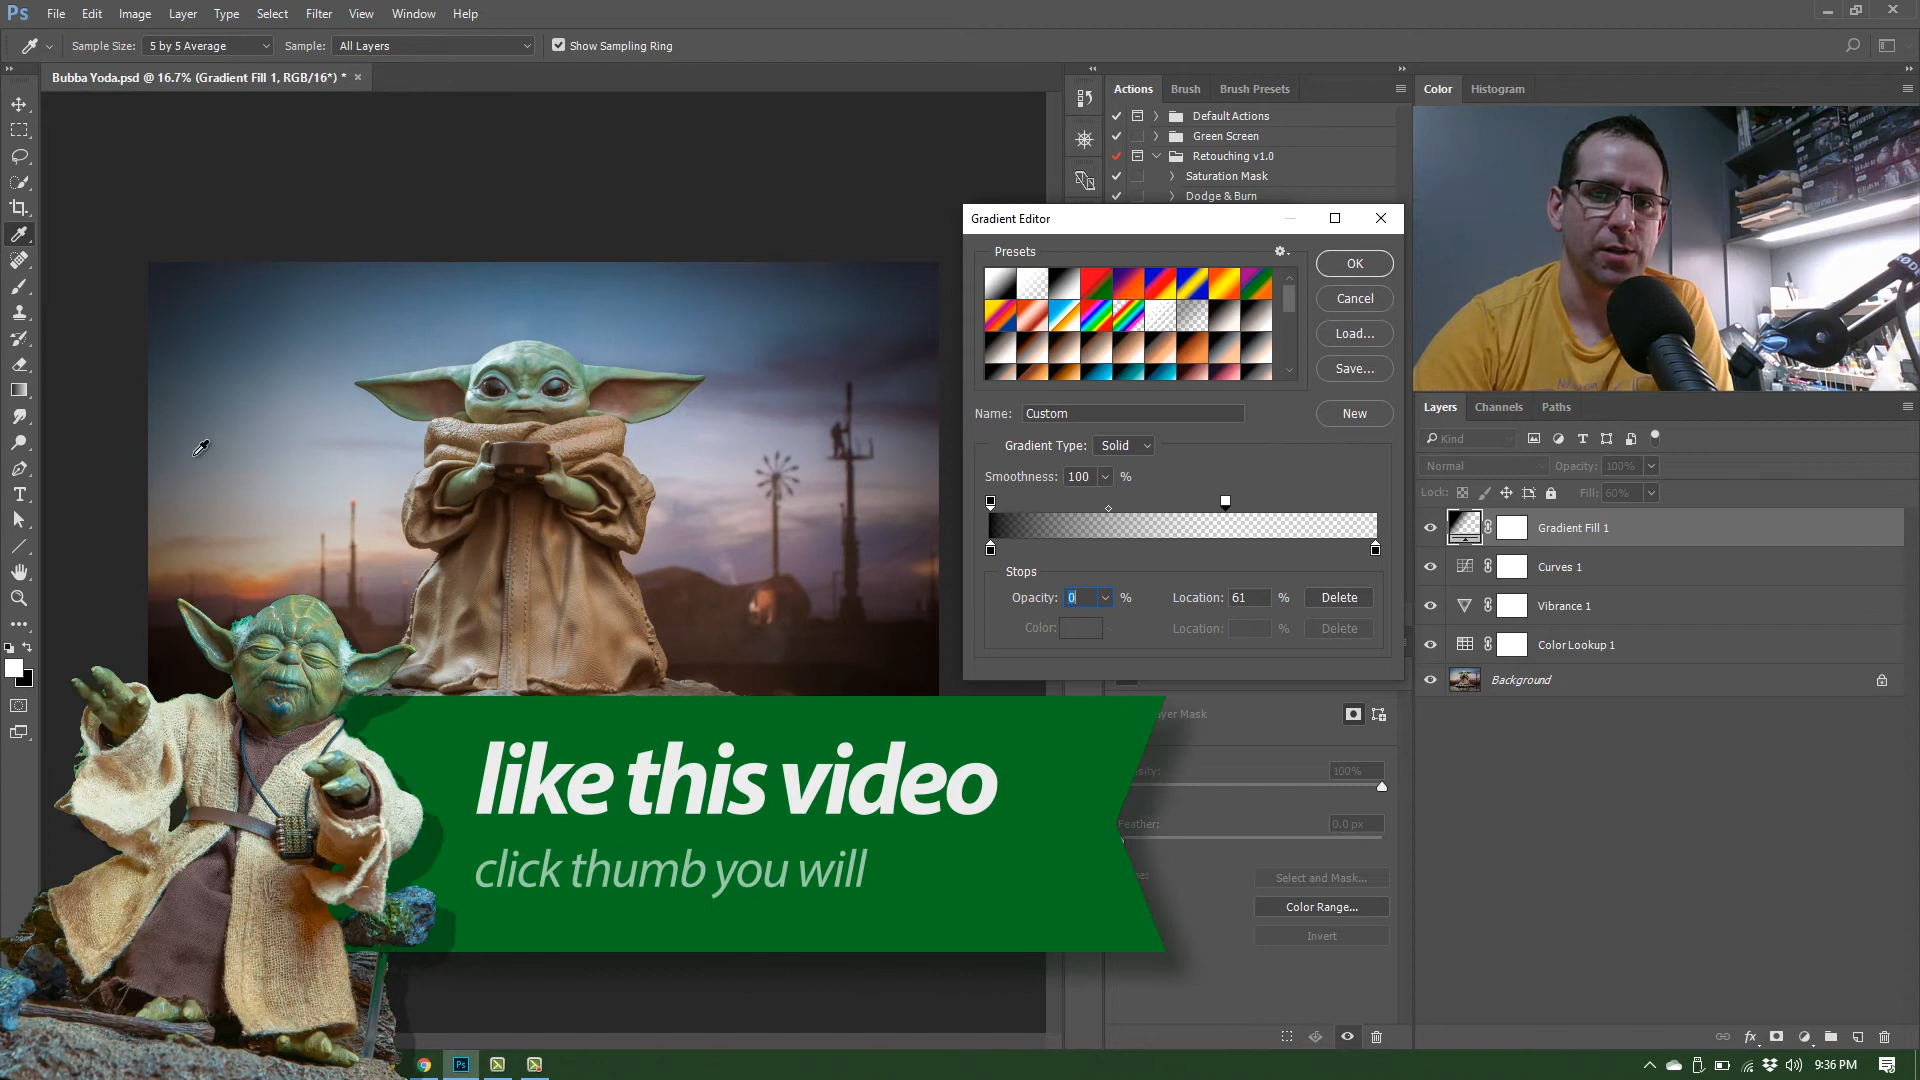 Ps File Edit Image Layer Type Select Filter View Window Help
Sample Size: 5 by 5 Average Sample: All Layers Show Sampling Ring
Bubba Yoda.psd @ 16.7% (Gradient Fill 1, RGB/16*) * ×
Actions Brush Brush Presets
Default Actions
Green Screen
Retouching v1.0
Saturation Mask
Dodge & Burn
Color Histogram
Gradient Editor
Presets
OK
Cancel
Load...
Save...
Name: Custom
New
Gradient Type: Solid
Smoothness: 100 %
Stops
Opacity: 0 % Location: 61 % Delete
Color: Location: % Delete
Layers Channels Paths
Kind
Normal Opacity: 100%
Lock: Fill: 60%
Gradient Fill 1
Curves 1
Vibrance 1
Color Lookup 1
Background
100%
Feather: 0.0 px
Select and Mask...
Color Range...
Invert
like this video
click thumb you will
Ps
9:36 PM